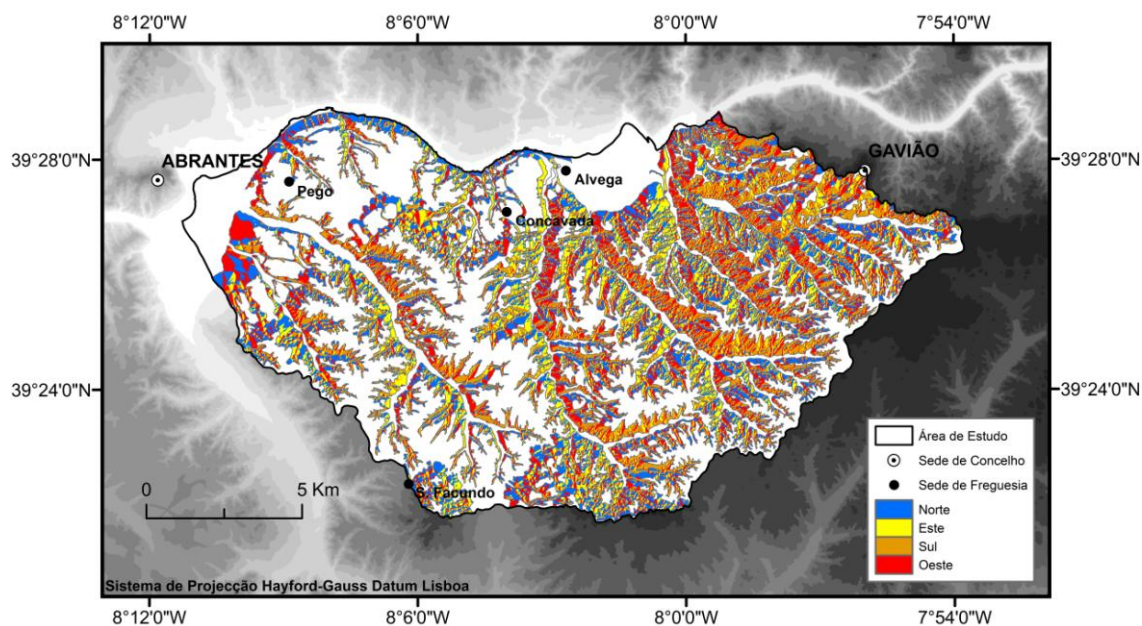 8°12'0"W 8°6'0"W 8°0'0"W 7°54'0"W
39°28'0"N ABRANTES GAVIÃO 39°28'0"N
Alvega
Pego
Concavada
39°24'0"N 39°24'0"N
Área de Estudo
Sede de Concelho
0 5 Km
S. Facundo
Sede de Freguesia
Norte
Este
Sul
Oeste
Sistema de Projecção Hayford-Gauss Datum Lisboa
8°12'0"W 8°6'0"W 8°0'0"W 7°54'0"W